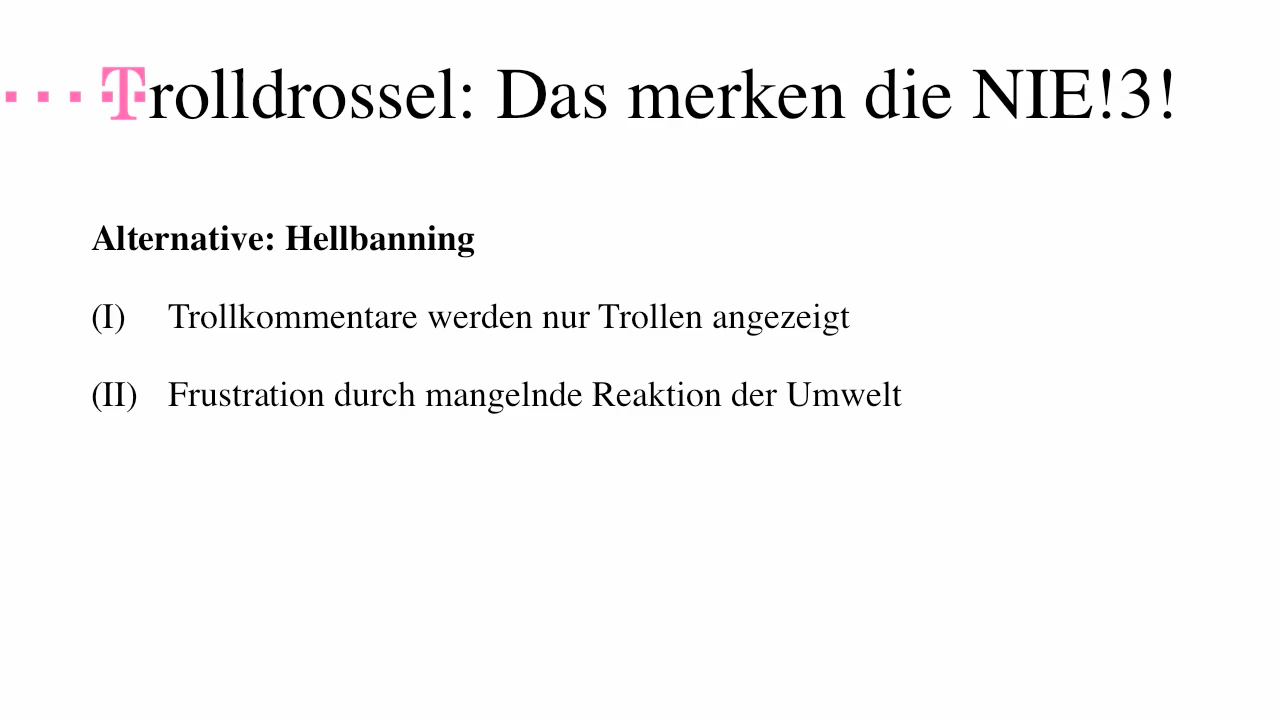 Trolldrossel: Das merken die NIE!3!
Alternative: Hellbanning
(I) Trollkommentare werden nur Trollen angezeigt
(II) Frustration durch mangelnde Reaktion der Umwelt